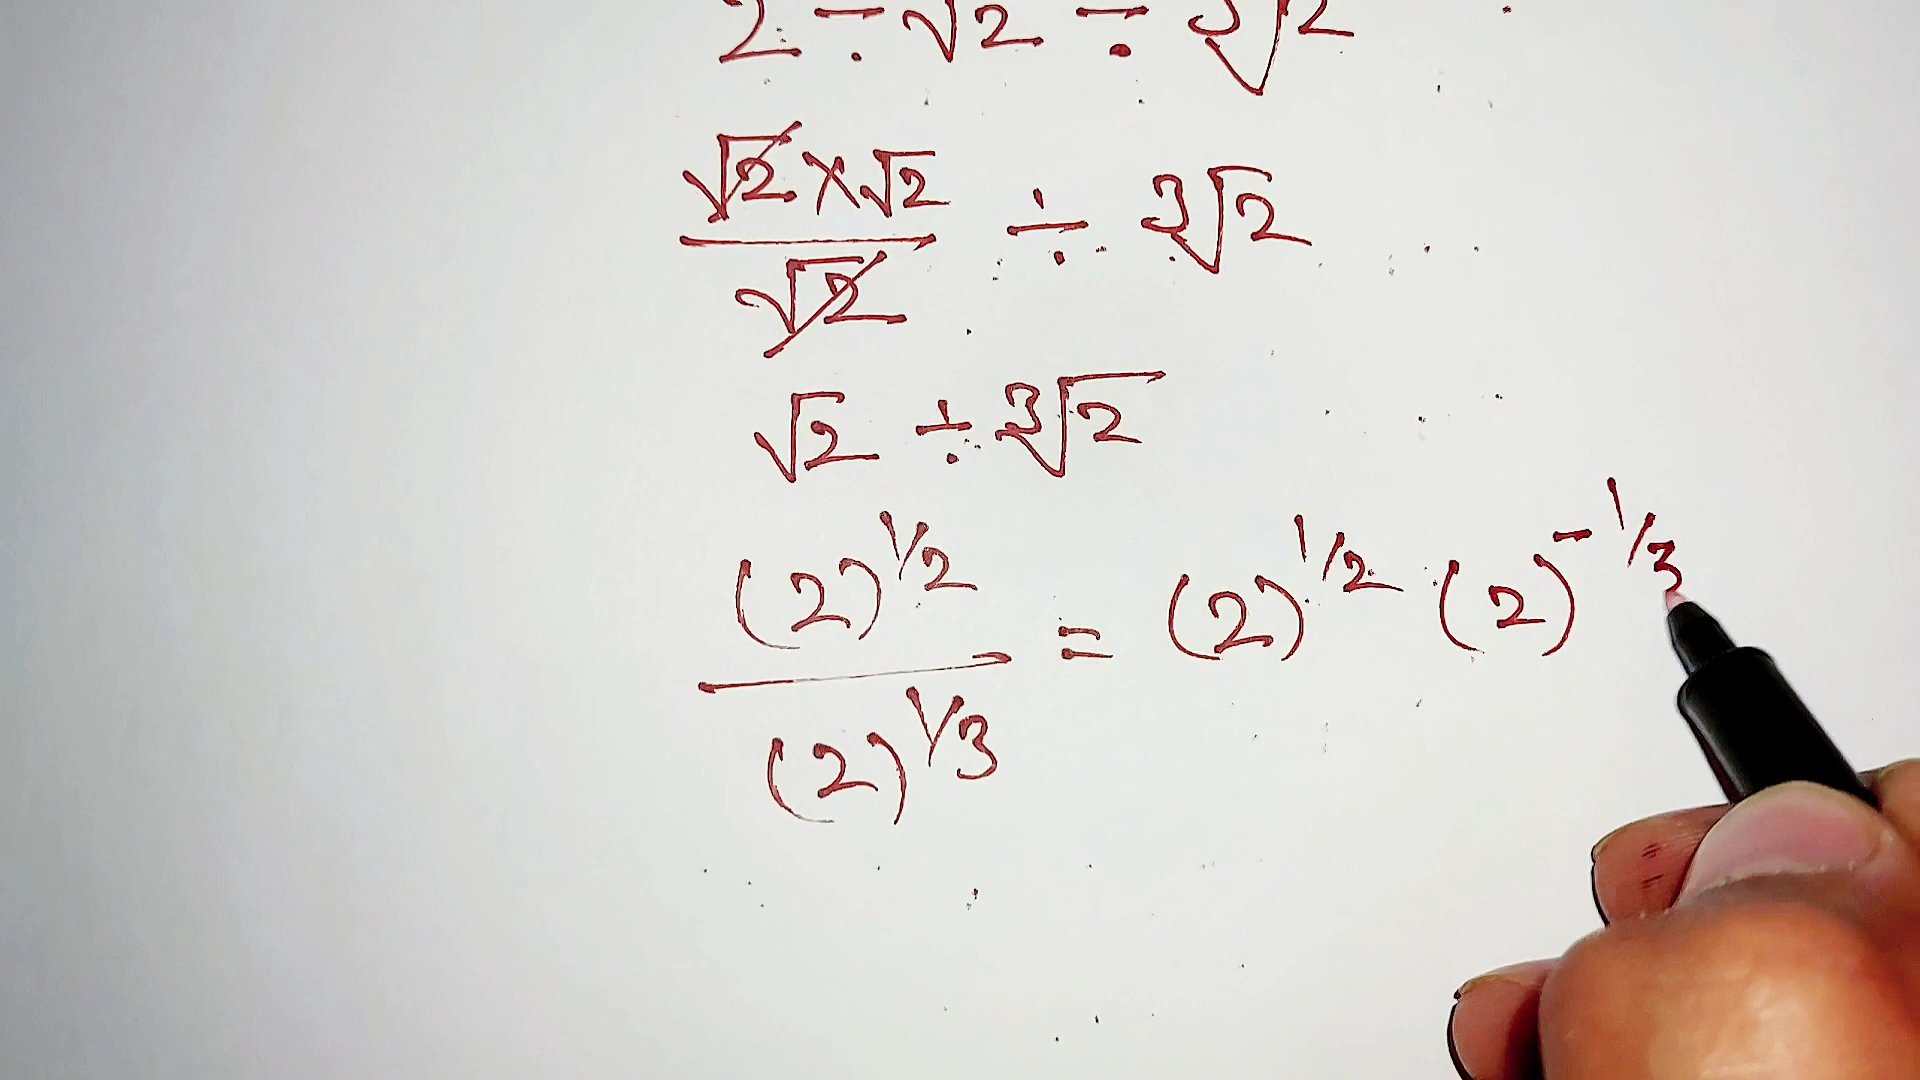 2 ÷ √2 ÷ ∛2
√2 × √2 / √2 ÷ ∛2
√2 ÷ ∛2
(2)^1/2 / (2)^1/3 = (2)^1/2 (2)^-1/3